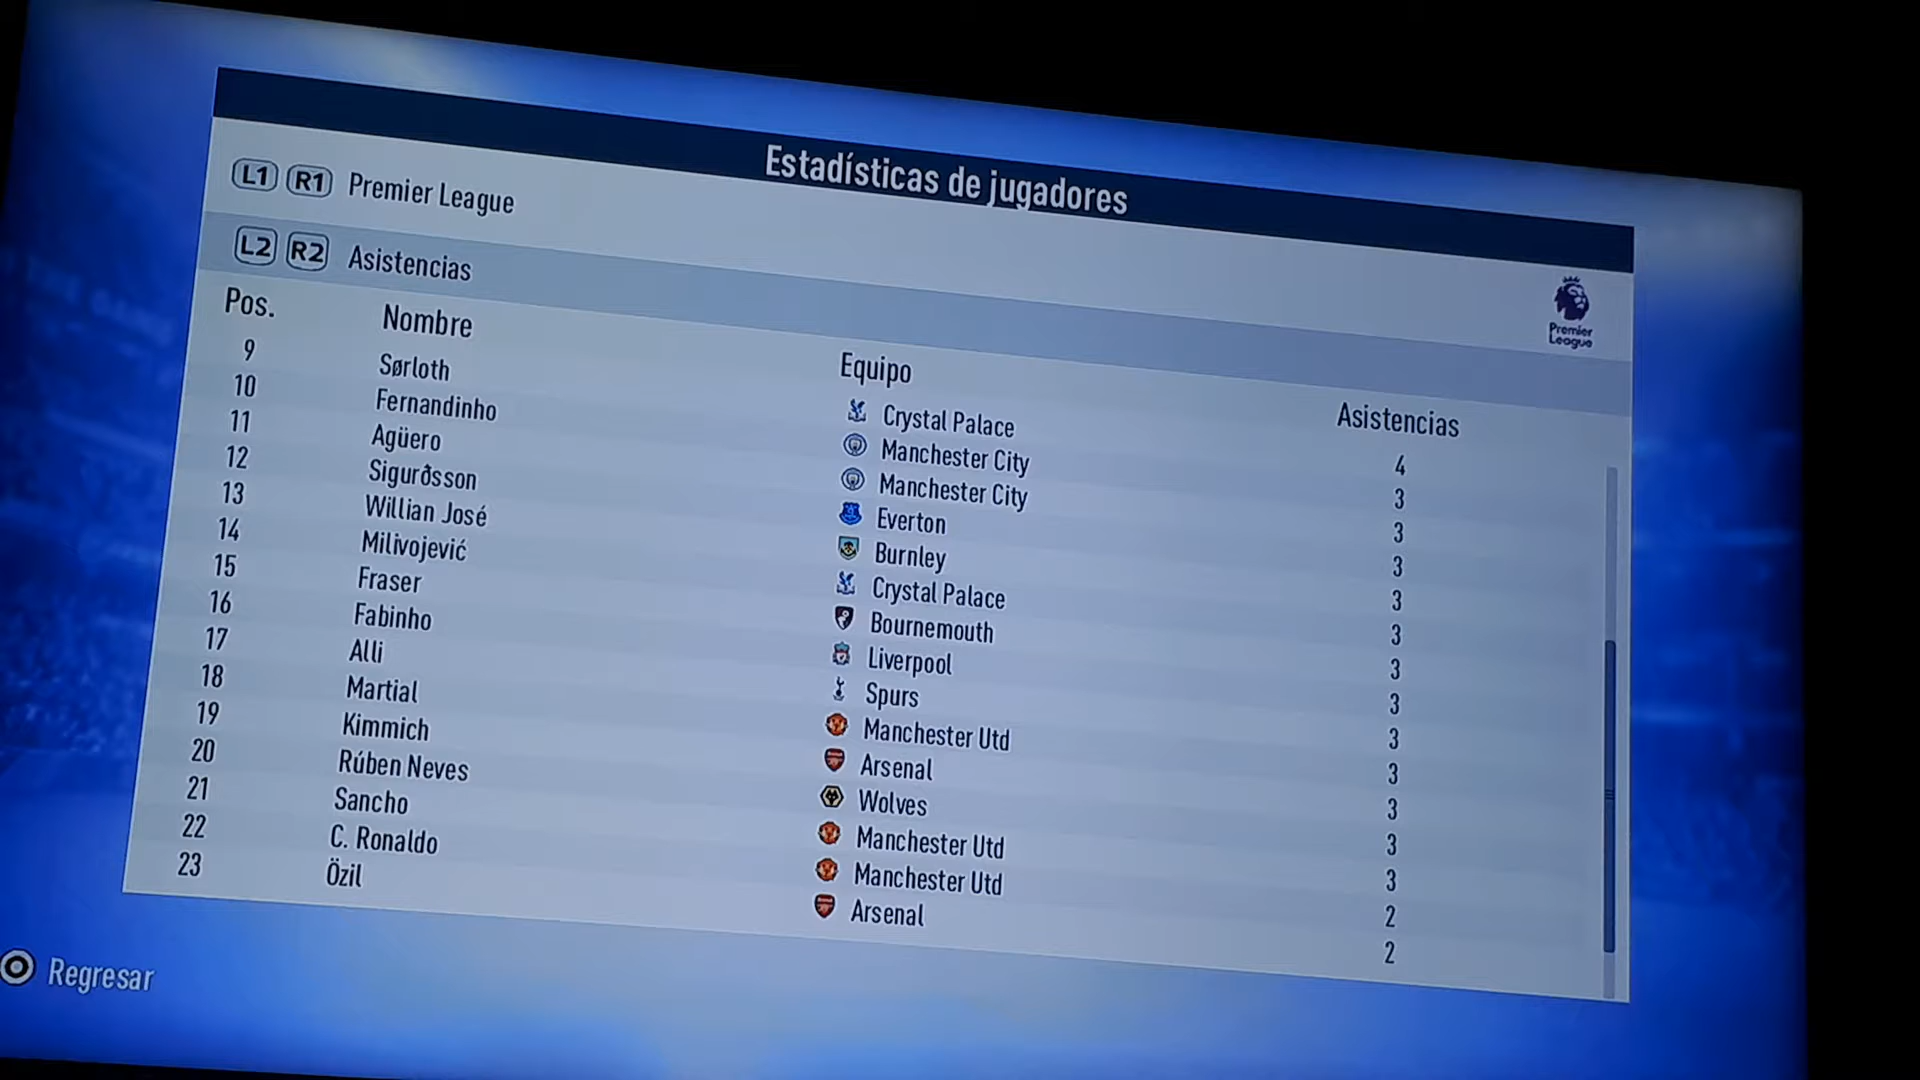 Estadísticas de jugadores
L1 R1 Premier League
Premier League
L2 R2 Asistencias
Pos. Nombre Equipo Asistencias
9 Sørloth Crystal Palace 4
10 Fernandinho Manchester City 3
11 Agüero Manchester City 3
12 Sigurðsson Everton 3
13 Willian José Burnley 3
14 Milivojević Crystal Palace 3
15 Fraser Bournemouth 3
16 Fabinho Liverpool 3
17 Alli Spurs 3
18 Martial Manchester Utd 3
19 Kimmich Arsenal 3
20 Rúben Neves Wolves 3
21 Sancho Manchester Utd 3
22 C. Ronaldo Manchester Utd 2
23 Özil Arsenal 2
Regresar